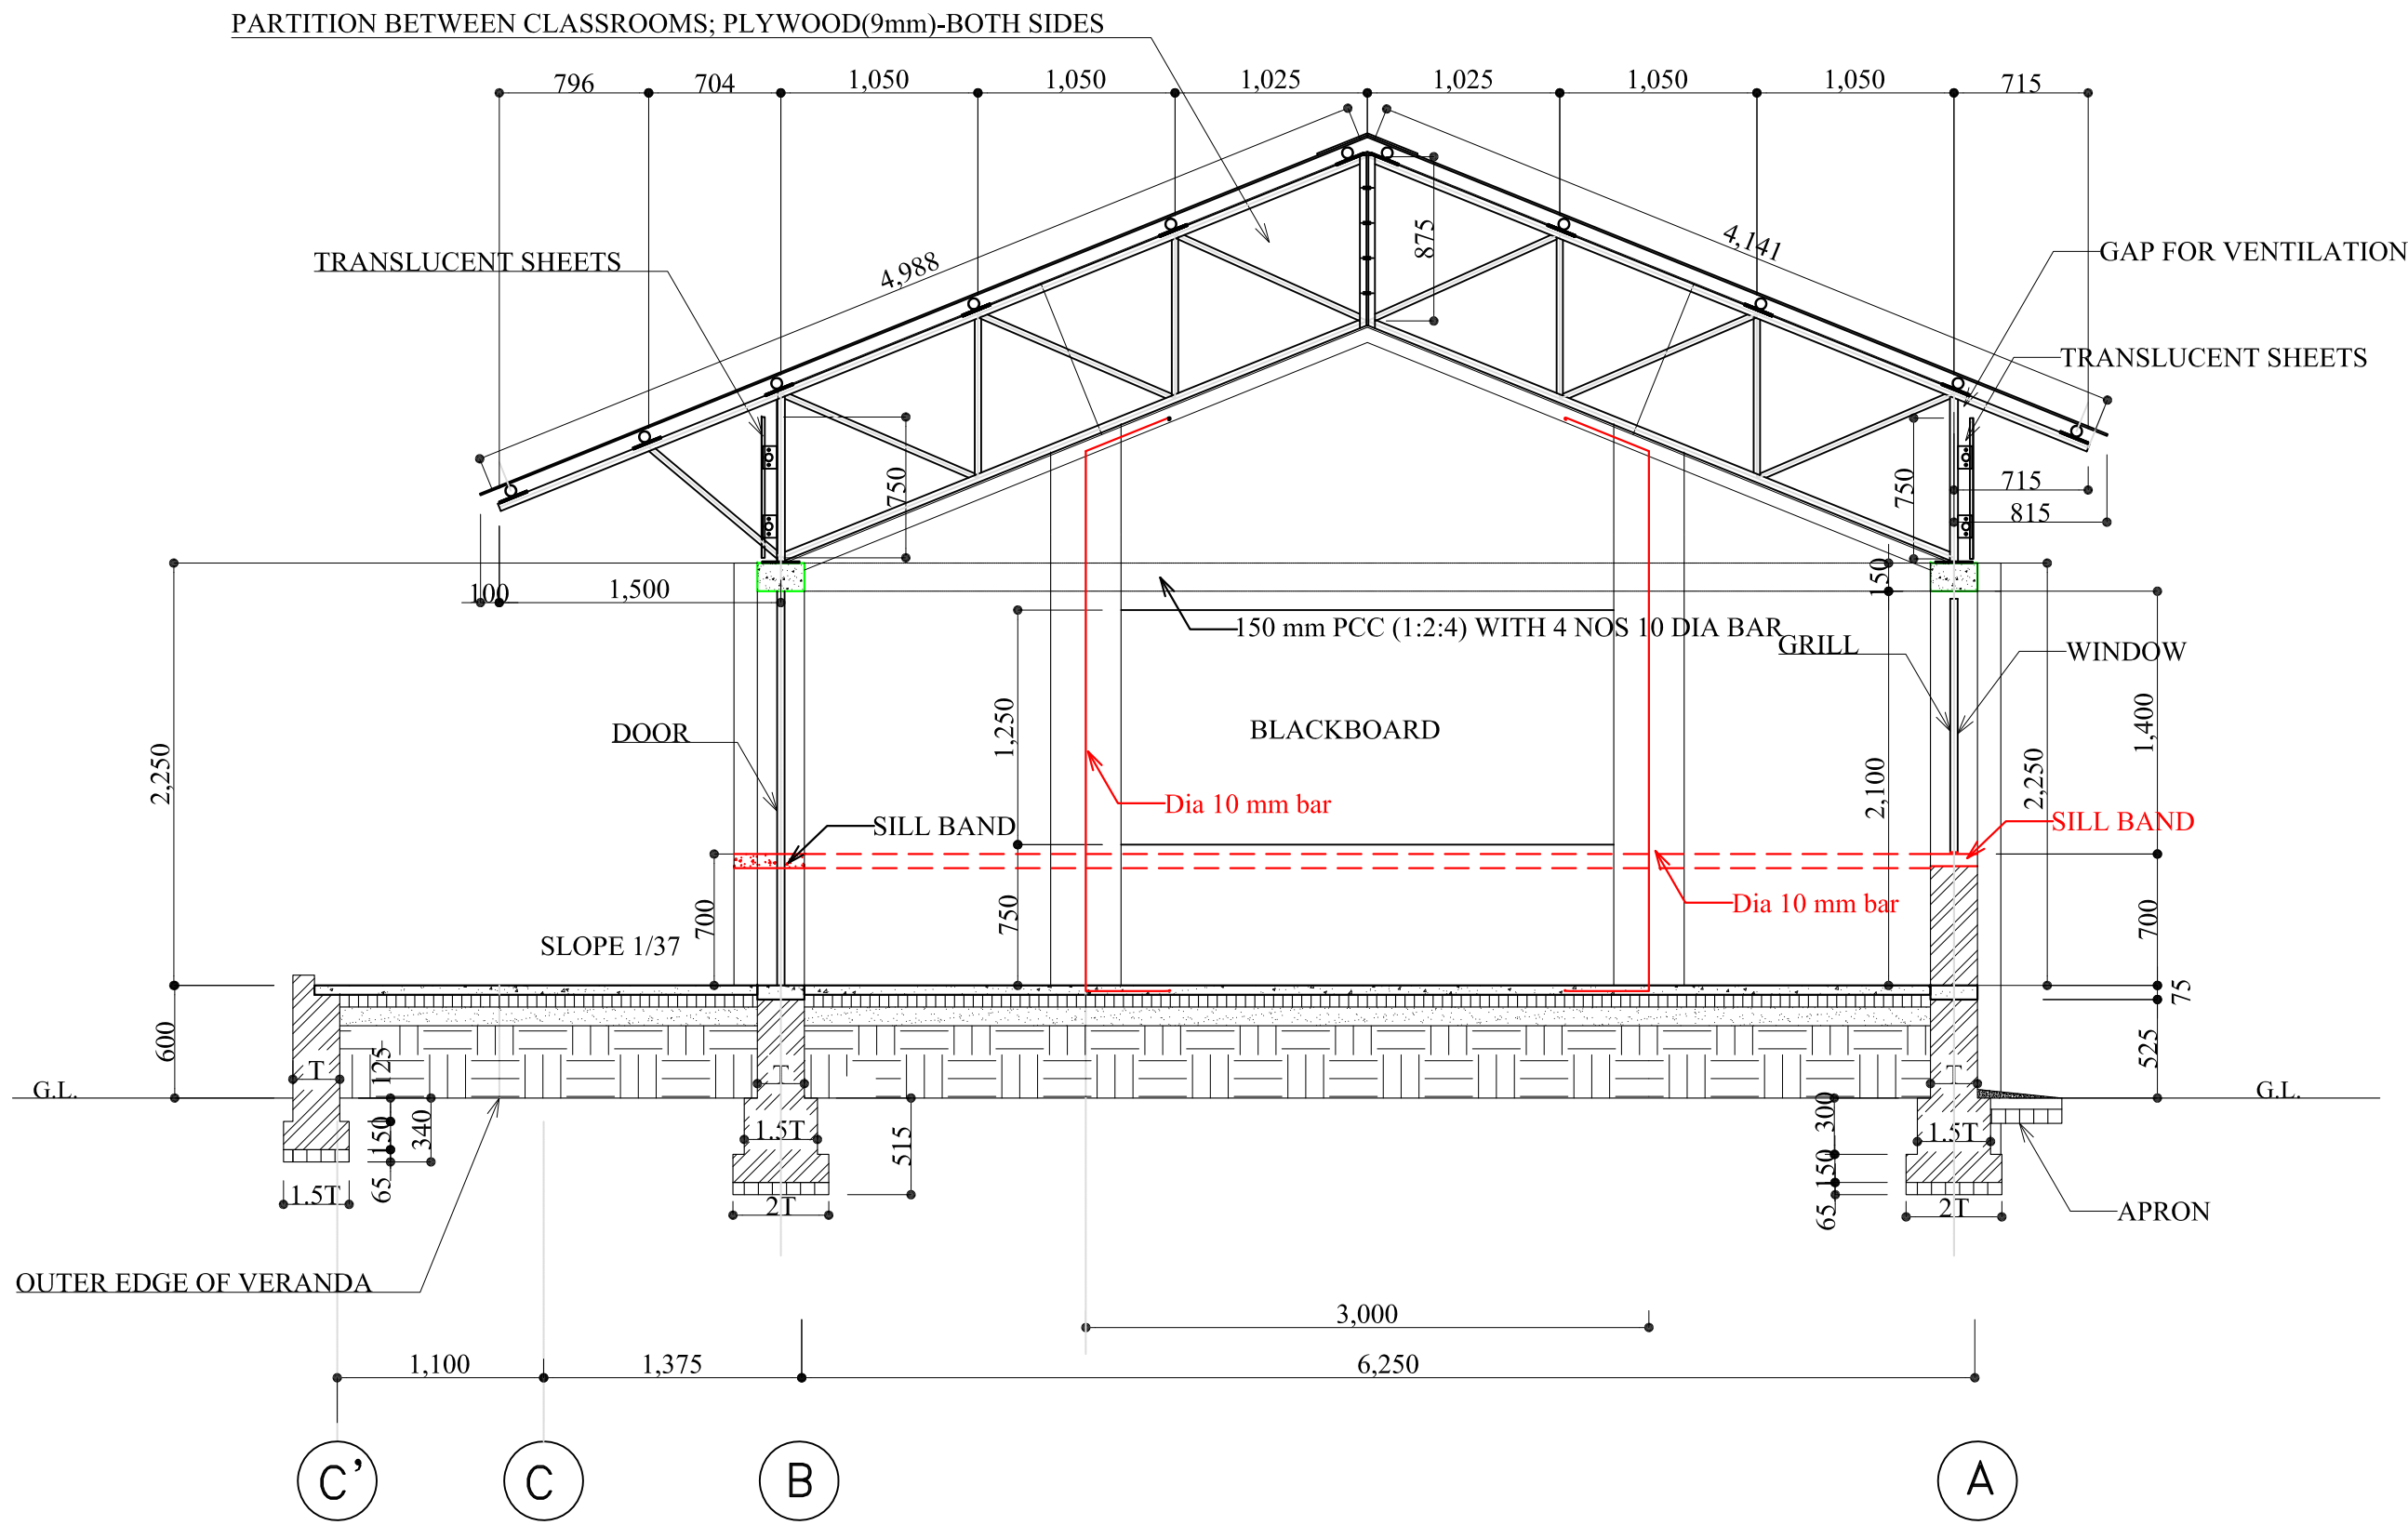 PARTITION BETWEEN CLASSROOMS; PLYWOOD(9mm)-BOTH SIDES
796
704
1,050
1,050
1,025
1,025
1,050
1,050
715
TRANSLUCENT SHEETS
4,988
875
4,141
GAP FOR VENTILATION
TRANSLUCENT SHEETS
750
750
715
815
100
1,500
150
150 mm PCC (1:2:4) WITH 4 NOS 10 DIA BAR
GRILL
WINDOW
DOOR
1,250
BLACKBOARD
1,400
2,250
2,100
2,250
Dia 10 mm bar
SILL BAND
SILL BAND
700
750
Dia 10 mm bar
700
SLOPE 1/37
75
600
525
T
125
T
T
G.L.
G.L.
150
340
1.5T
515
300
1.5T
65
150
1.5T
2T
65
2T
APRON
OUTER EDGE OF VERANDA
3,000
1,100
1,375
6,250
C’
C
B
A